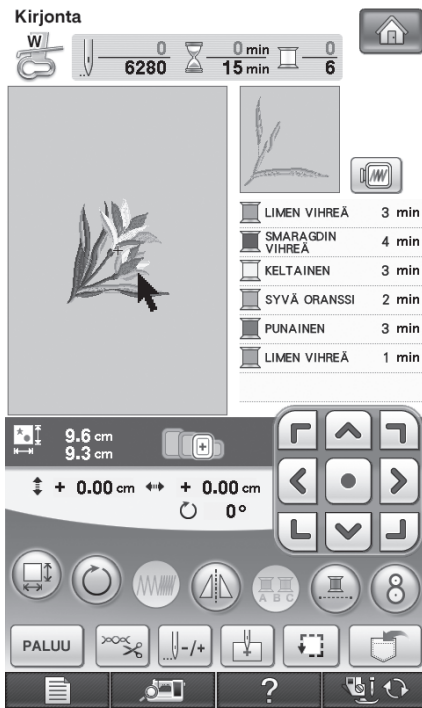 Kirjonta
W
0 0 min 0
6280 15 min 6
LIMEN VIHREÄ 3 min
SMARAGDIN
VIHREÄ 4 min
KELTAINEN 3 min
SYVÄ ORANSSI 2 min
PUNAINEN 3 min
LIMEN VIHREÄ 1 min
9.6 cm
9.3 cm
+ 0.00 cm + 0.00 cm
0°
A B C
8
PALUU -/+
?